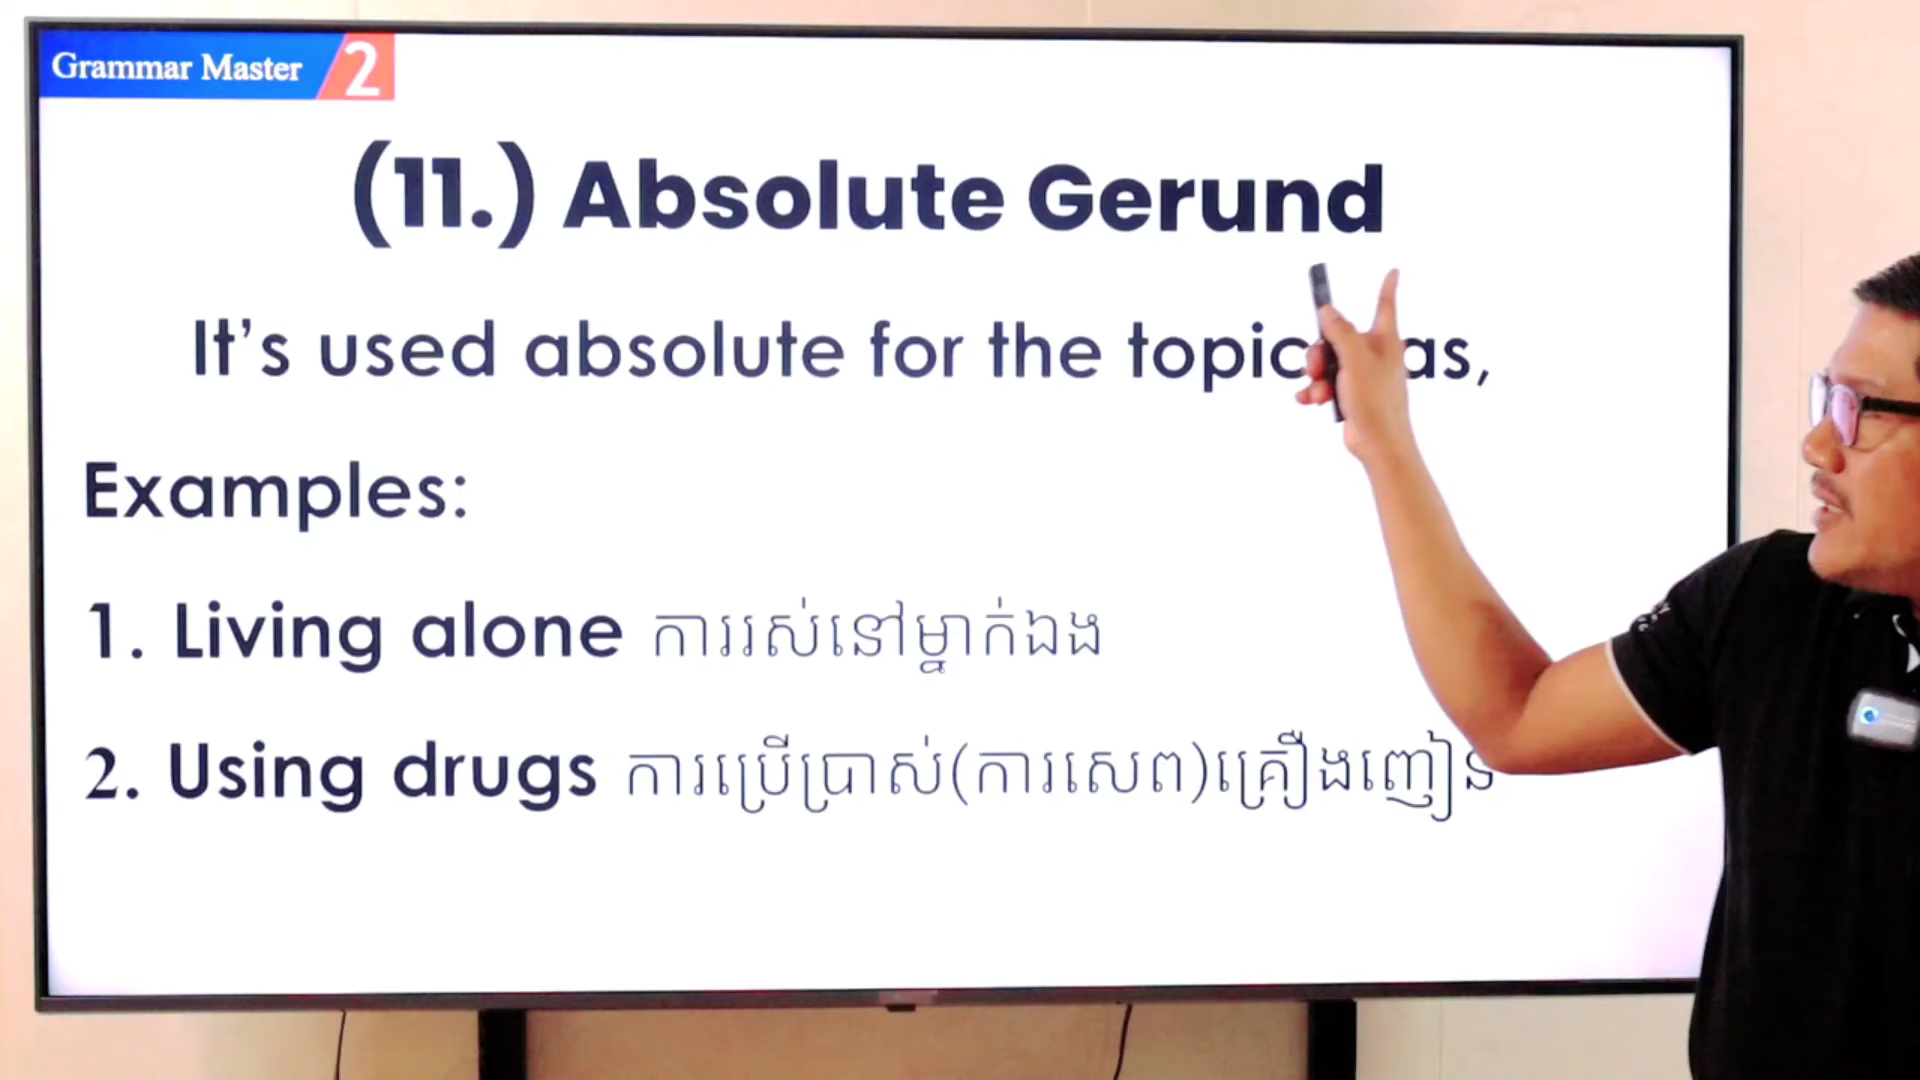 Grammar Master 2
(11.) Absolute Gerund
It's used absolute for the topic as,
Examples:
1. Living alone ការរស់នៅម្នាក់ឯង
2. Using drugs ការប្រើប្រាស់(ការសេព)គ្រឿងញៀន